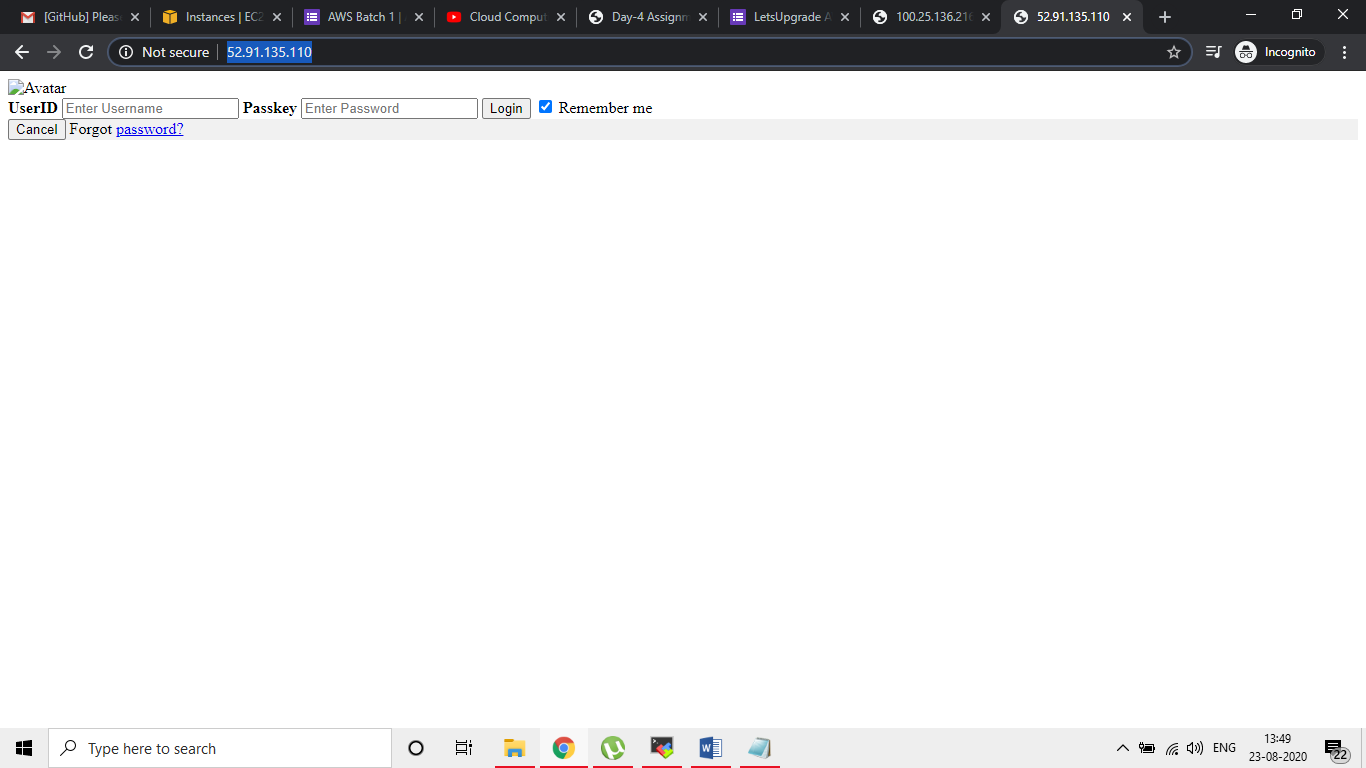 [GitHub] Pleas
Instances | EC2
AWS Batch 1 |
Cloud Comput
Day-4 Assignm
LetsUpgrade A
100.25.136.216
52.91.135.110
Not secure
52.91.135.110
Incognito
Avatar
UserID Enter Username Passkey Enter Password Login Remember me
Cancel Forgot password?
Type here to search
ENG
13:49
23-08-2020
22